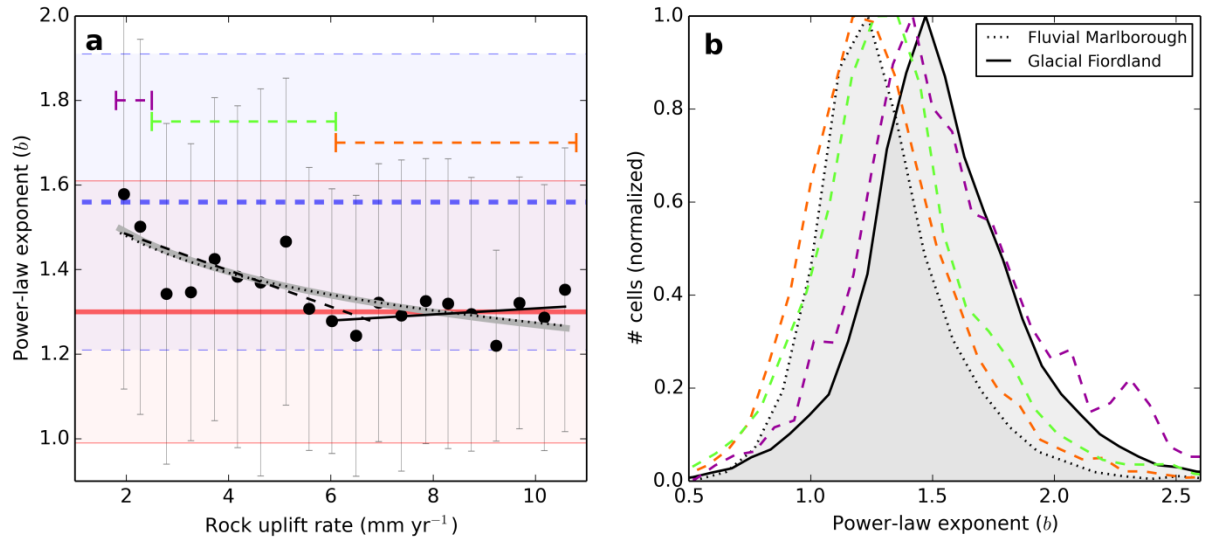 a
2.0
1.8
1.6
1.4
1.2
1.0
Power-law exponent (b)
2
4
6
8
10
Rock uplift rate (mm yr⁻¹)
b
Fluvial Marlborough
Glacial Fiordland
1.0
0.8
0.6
0.4
0.2
0.0
# cells (normalized)
0.5
1.0
1.5
2.0
2.5
Power-law exponent (b)